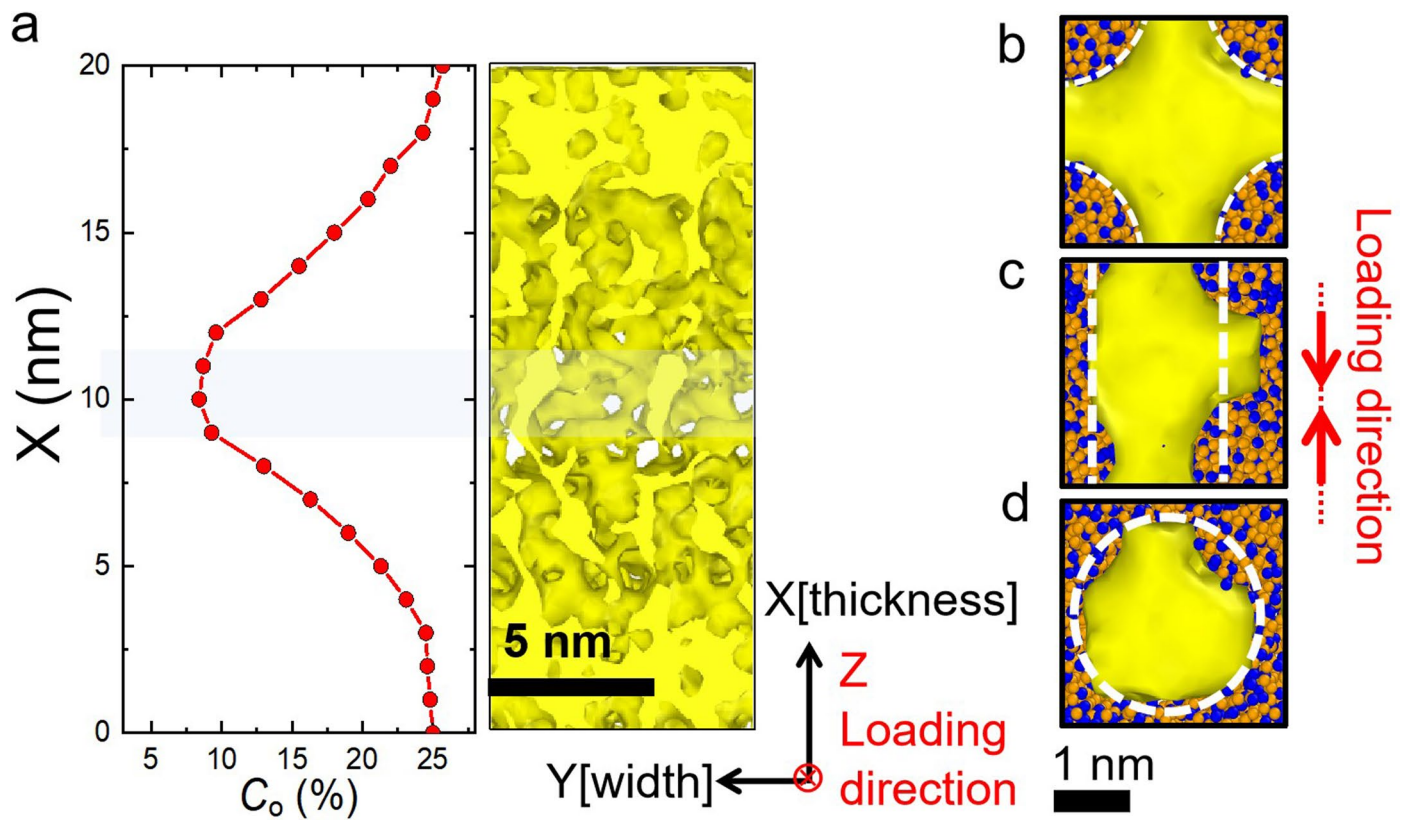 a
20
15
10
5
0
X (nm)
5 10 15 20 25
Co (%)
5 nm
X[thickness]
Z
Loading
direction
Y[width]
b
c
d
Loading direction
1 nm